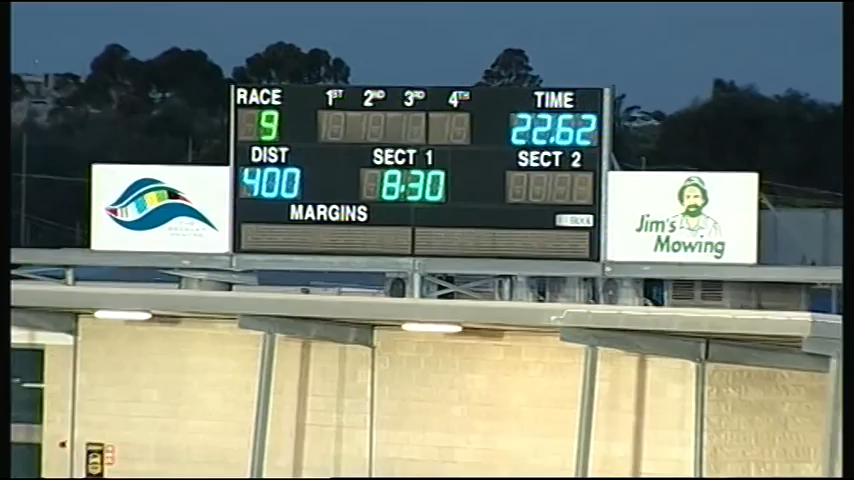 RACE 1ST 2ND 3RD 4TH TIME
9 22.62
DIST SECT 1 SECT 2
400 8:30
MARGINS
Jim's
Mowing